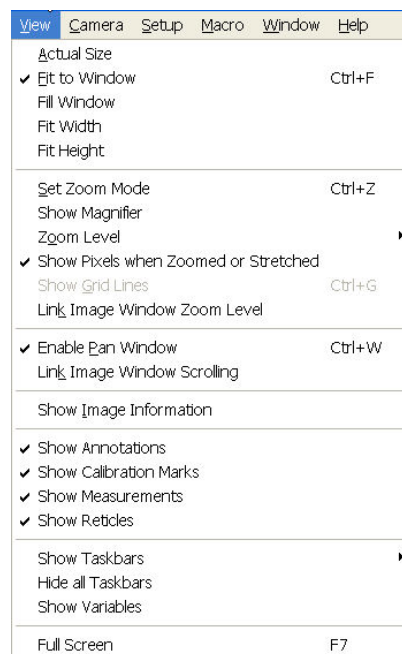 View Camera Setup Macro Window Help
Actual Size
Fit to Window Ctrl+F
Fill Window
Fit Width
Fit Height
Set Zoom Mode Ctrl+Z
Show Magnifier
Zoom Level
Show Pixels when Zoomed or Stretched
Show Grid Lines Ctrl+G
Link Image Window Zoom Level
Enable Pan Window Ctrl+W
Link Image Window Scrolling
Show Image Information
Show Annotations
Show Calibration Marks
Show Measurements
Show Reticles
Show Taskbars
Hide all Taskbars
Show Variables
Full Screen F7